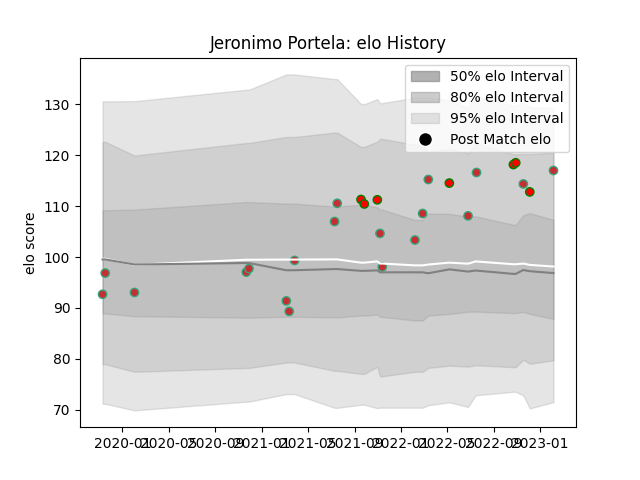 Jeronimo Portela: elo History
50% elo Interval
80% elo Interval
95% elo Interval
Post Match elo
elo score
130
120
110
100
90
80
70
2020-01 2020-05 2020-09 2021-01 2021-05 2021-09 2022-01 2022-05 2022-09 2023-01